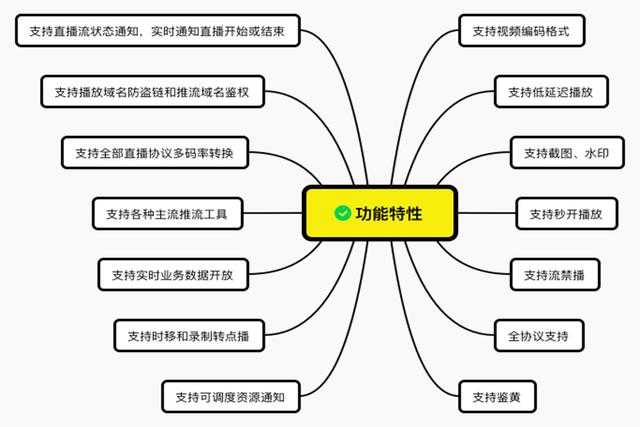 支持直播流状态通知，实时通知直播开始或结束
支持播放域名防盗链和推流域名鉴权
支持全部直播协议多码率转换
支持各种主流推流工具
支持实时业务数据开放
支持时移和录制转点播
支持可调度资源通知
功能特性
支持视频编码格式
支持低延迟播放
支持截图、水印
支持秒开播放
支持流禁播
全协议支持
支持鉴黄